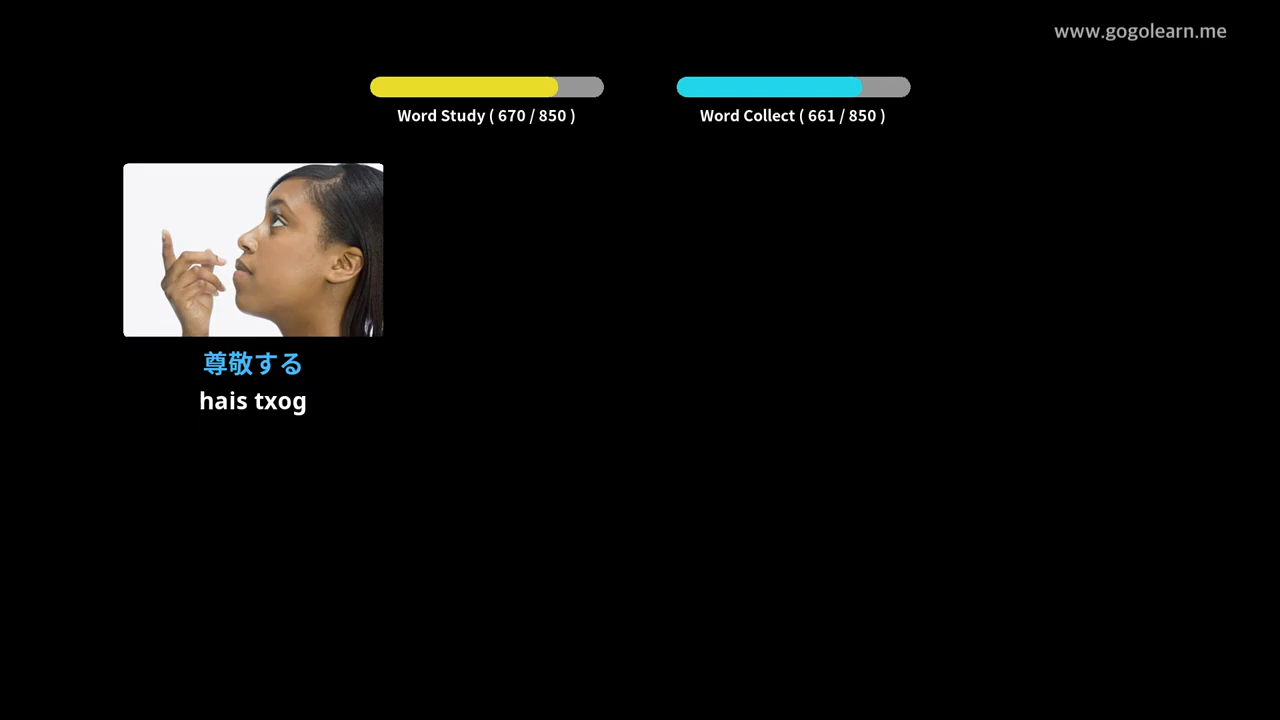 www.gogolearn.me
Word Study ( 670 / 850 )
Word Collect ( 661 / 850 )
尊敬する
hais txog